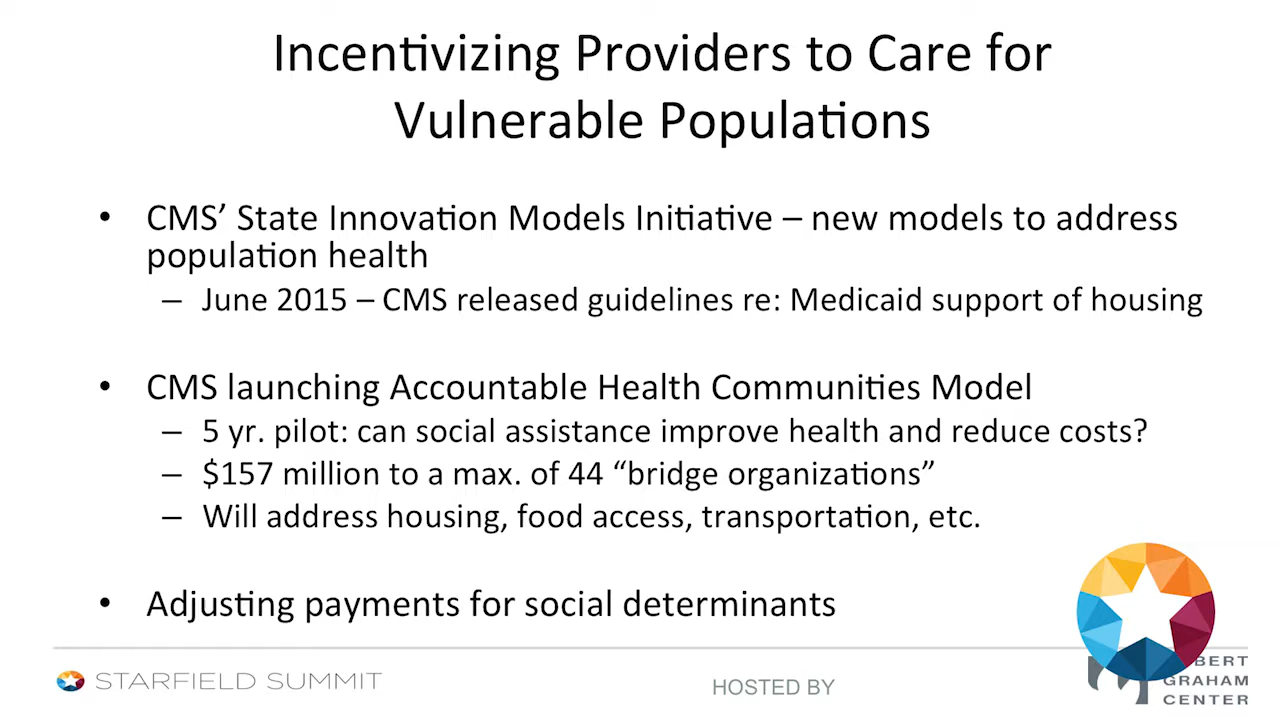 Incentivizing Providers to Care for
Vulnerable Populations
• CMS’ State Innovation Models Initiative – new models to address
population health
– June 2015 – CMS released guidelines re: Medicaid support of housing
• CMS launching Accountable Health Communities Model
– 5 yr. pilot: can social assistance improve health and reduce costs?
– $157 million to a max. of 44 “bridge organizations”
– Will address housing, food access, transportation, etc.
• Adjusting payments for social determinants
STARFIELD SUMMIT
HOSTED BY
GRAHAM
CENTER